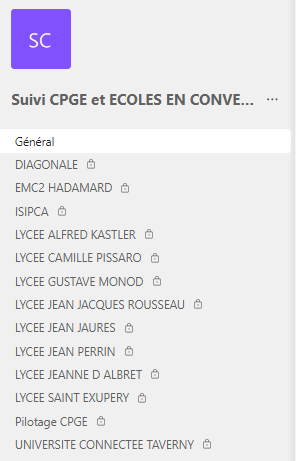 SC
Suivi CPGE et ECOLES EN CONVE... ...
Général
DIAGONALE
EMC2 HADAMARD
ISIPCA
LYCEE ALFRED KASTLER
LYCEE CAMILLE PISSARO
LYCEE GUSTAVE MONOD
LYCEE JEAN JACQUES ROUSSEAU
LYCEE JEAN JAURES
LYCEE JEAN PERRIN
LYCEE JEANNE D ALBRET
LYCEE SAINT EXUPERY
Pilotage CPGE
UNIVERSITE CONNECTEE TAVERNY